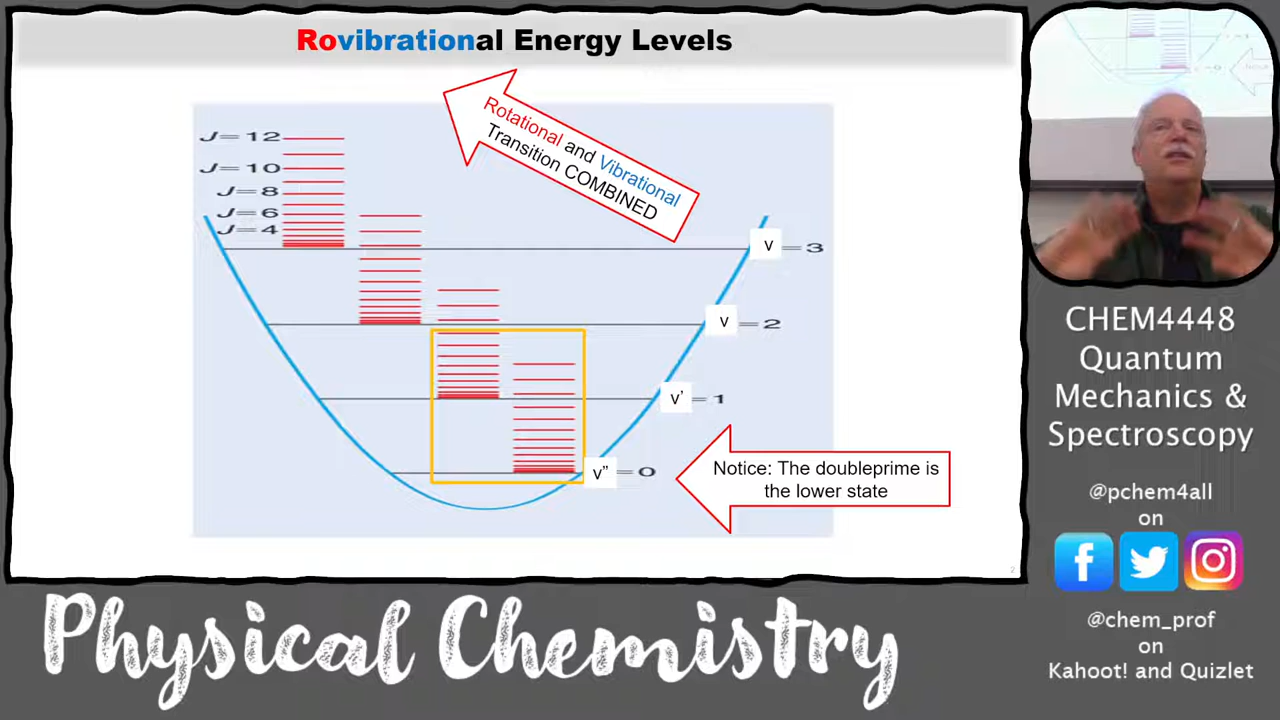 Rovibrational Energy Levels
Rotational and Vibrational
Transition COMBINED
J=12
J=10
J=8
J=6
J=4
v=3
v=2
v'=1
v"=0
Notice: The doubleprime is
the lower state
2
CHEM4448
Quantum
Mechanics &
Spectroscopy
@pchem4all
on
@chem_prof
on
Kahoot! and Quizlet
Physical Chemistry